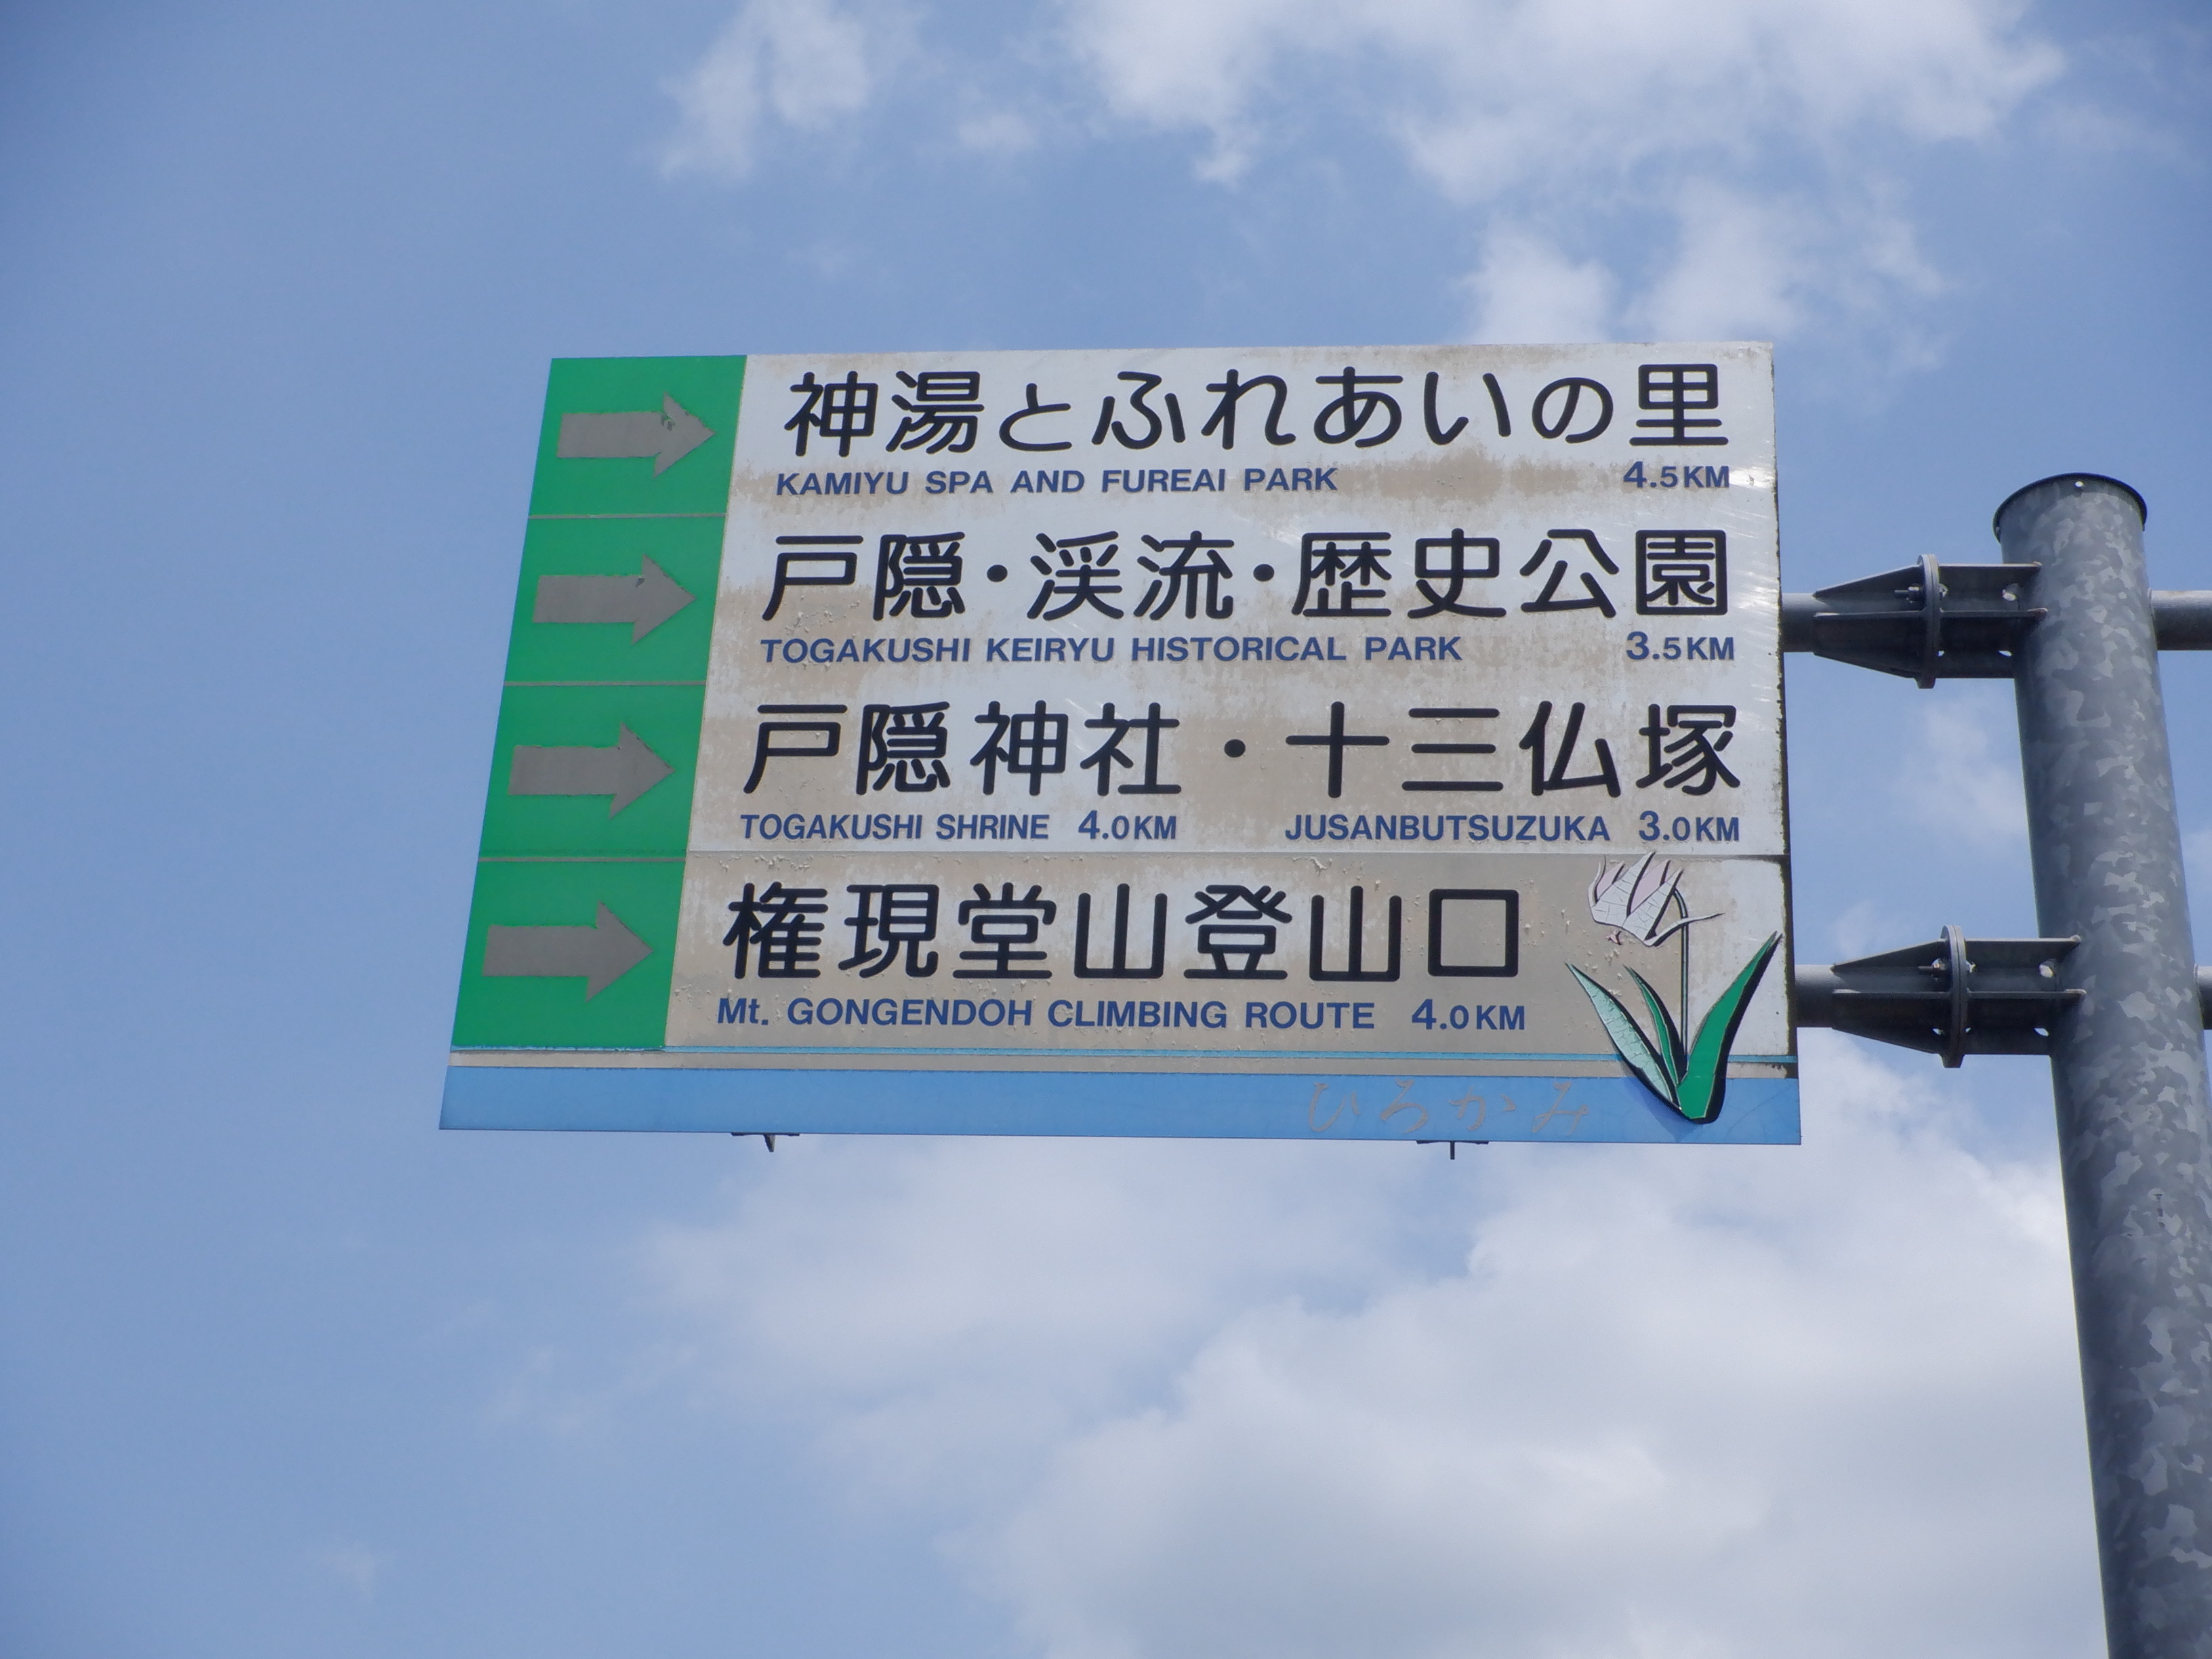 神湯とふれあいの里
KAMIYU SPA AND FUREAI PARK 4.5KM
戸隠・渓流・歴史公園
TOGAKUSHI KEIRYU HISTORICAL PARK 3.5KM
戸隠神社・十三仏塚
TOGAKUSHI SHRINE 4.0KM JUSANBUTSUZUKA 3.0KM
権現堂山登山口
Mt. GONGENDOH CLIMBING ROUTE 4.0KM
ひろかみ